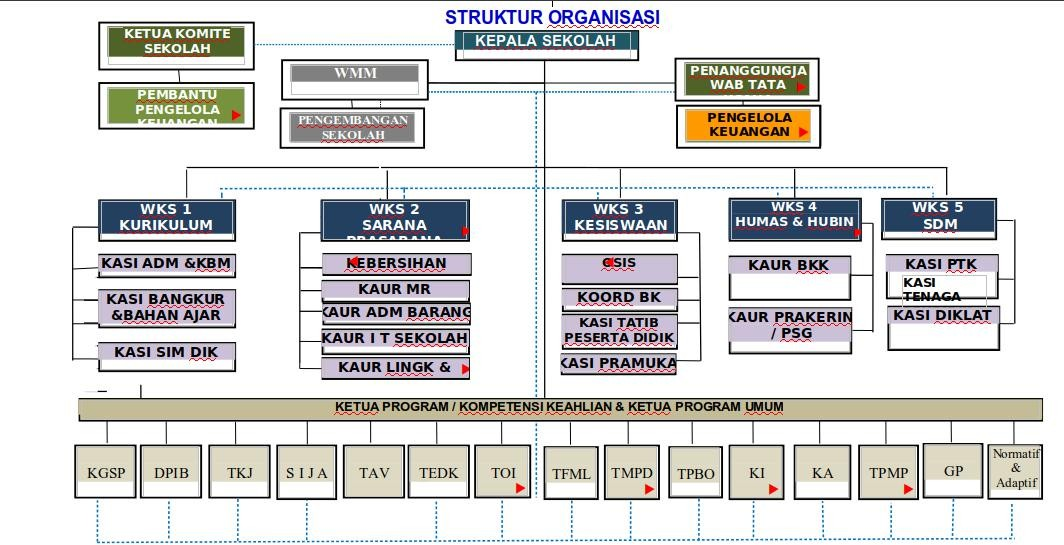 STRUKTUR ORGANISASI
KETUA KOMITE
SEKOLAH
KEPALA SEKOLAH
WMM
PENANGGUNGJA
WAB TATA
PEMBANTU
PENGELOLA
KEUANGAN
PENGEMBANGAN
SEKOLAH
PENGELOLA
KEUANGAN
WKS 1
KURIKULUM
WKS 2
SARANA
PRASARANA
WKS 3
KESISWAAN
WKS 4
HUMAS & HUBIN
WKS 5
SDM
KASI ADM &KBM
KASI BANGKUR
&BAHAN AJAR
KASI SIM DIK
KEBERSIHAN
KAUR MR
KAUR ADM BARANG
KAUR I T SEKOLAH
KAUR LINGK &
OSIS
KOORD BK
KASI TATIB
PESERTA DIDIK
KASI PRAMUKA
KAUR BKK
KAUR PRAKERIN
/ PSG
KASI PTK
KASI
TENAGA
KASI DIKLAT
KETUA PROGRAM / KOMPETENSI KEAHLIAN & KETUA PROGRAM UMUM
KGSP
DPIB
TKJ
S I J A
TAV
TEDK
TOI
TFML
TMPD
TPBO
KI
KA
TPMP
GP
Normatif
&
Adaptif